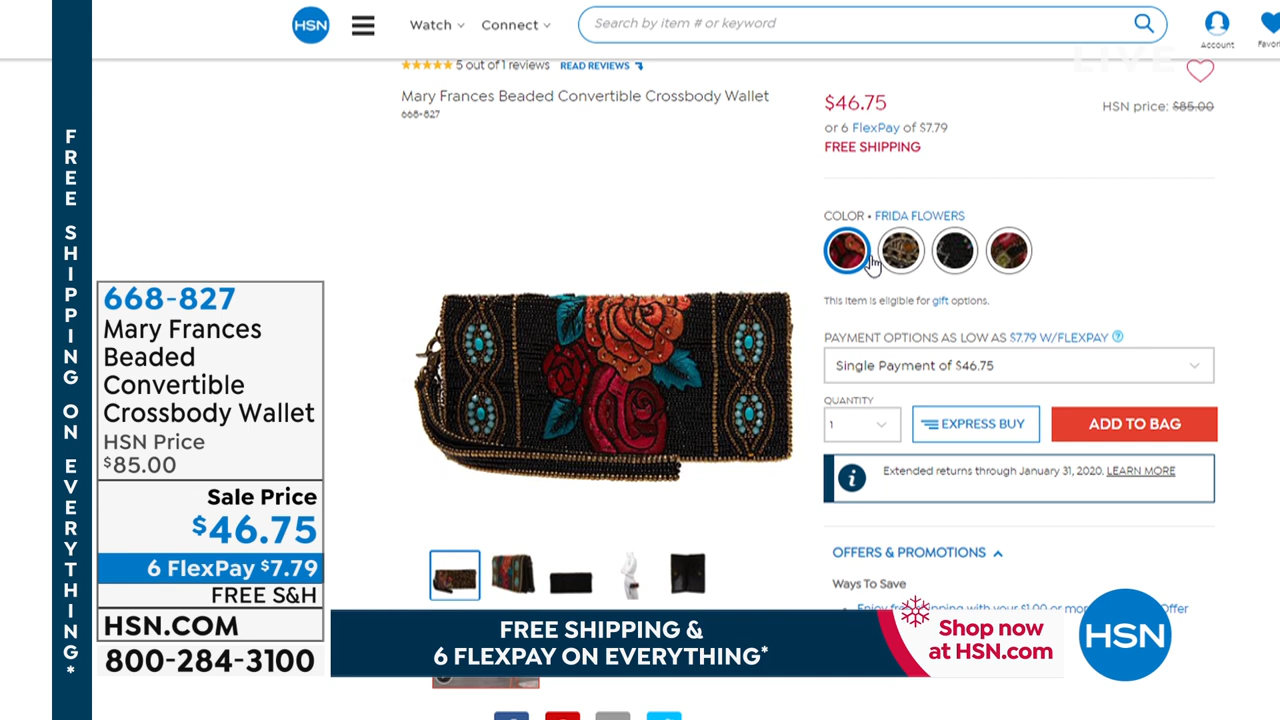 FREE SHIPPING ON EVERYTHING*
HSN
Watch
Connect
Search by item # or keyword
Account
LIVE
5 out of 1 reviews
READ REVIEWS
Mary Frances Beaded Convertible Crossbody Wallet
668-827
$46.75
HSN price: $85.00
or 6 FlexPay of $7.79
FREE SHIPPING
COLOR • FRIDA FLOWERS
This item is eligible for gift options.
PAYMENT OPTIONS AS LOW AS $7.79 W/FLEXPAY ?
Single Payment of $46.75
QUANTITY
1
EXPRESS BUY
ADD TO BAG
i
Extended returns through January 31, 2020. LEARN MORE
OFFERS & PROMOTIONS
Ways To Save
668-827
Mary Frances
Beaded
Convertible
Crossbody Wallet
HSN Price
$85.00
Sale Price
$46.75
6 FlexPay $7.79
FREE S&H
HSN.COM
800-284-3100
FREE SHIPPING &
6 FLEXPAY ON EVERYTHING*
Shop now
at HSN.com
HSN